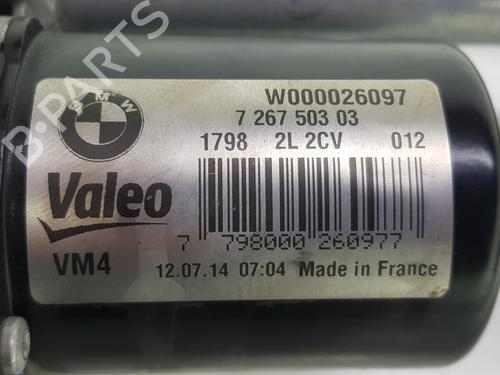 W000026097
BMW
7 267 503 03
1798 2L 2CV 012
Valeo
7 798000 260977
VM4 12.07.14 07:04 Made in France
B-PARTS